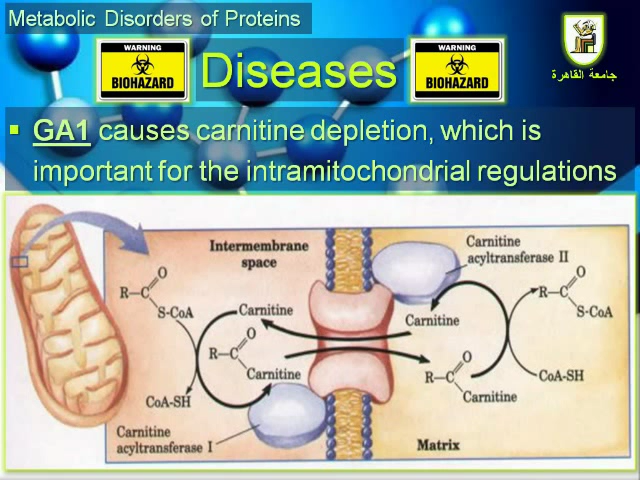 Metabolic Disorders of Proteins
WARNING
BIOHAZARD
Diseases
WARNING
BIOHAZARD
جامعة القاهرة
GA1 causes carnitine depletion, which is
important for the intramitochondrial regulations
Intermembrane
space
Carnitine
acyltransferase II
R—C
O
S-CoA
Carnitine
R—C
O
Carnitine
CoA-SH
Carnitine
acyltransferase I
Carnitine
R—C
O
Carnitine
R—C
O
S-CoA
CoA-SH
Matrix